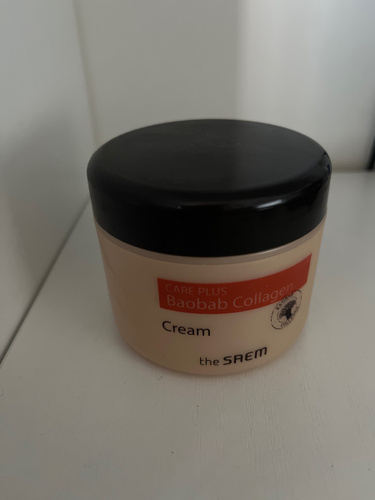 CARE PLUS
Baobab Collagen
Cream
the SAEM